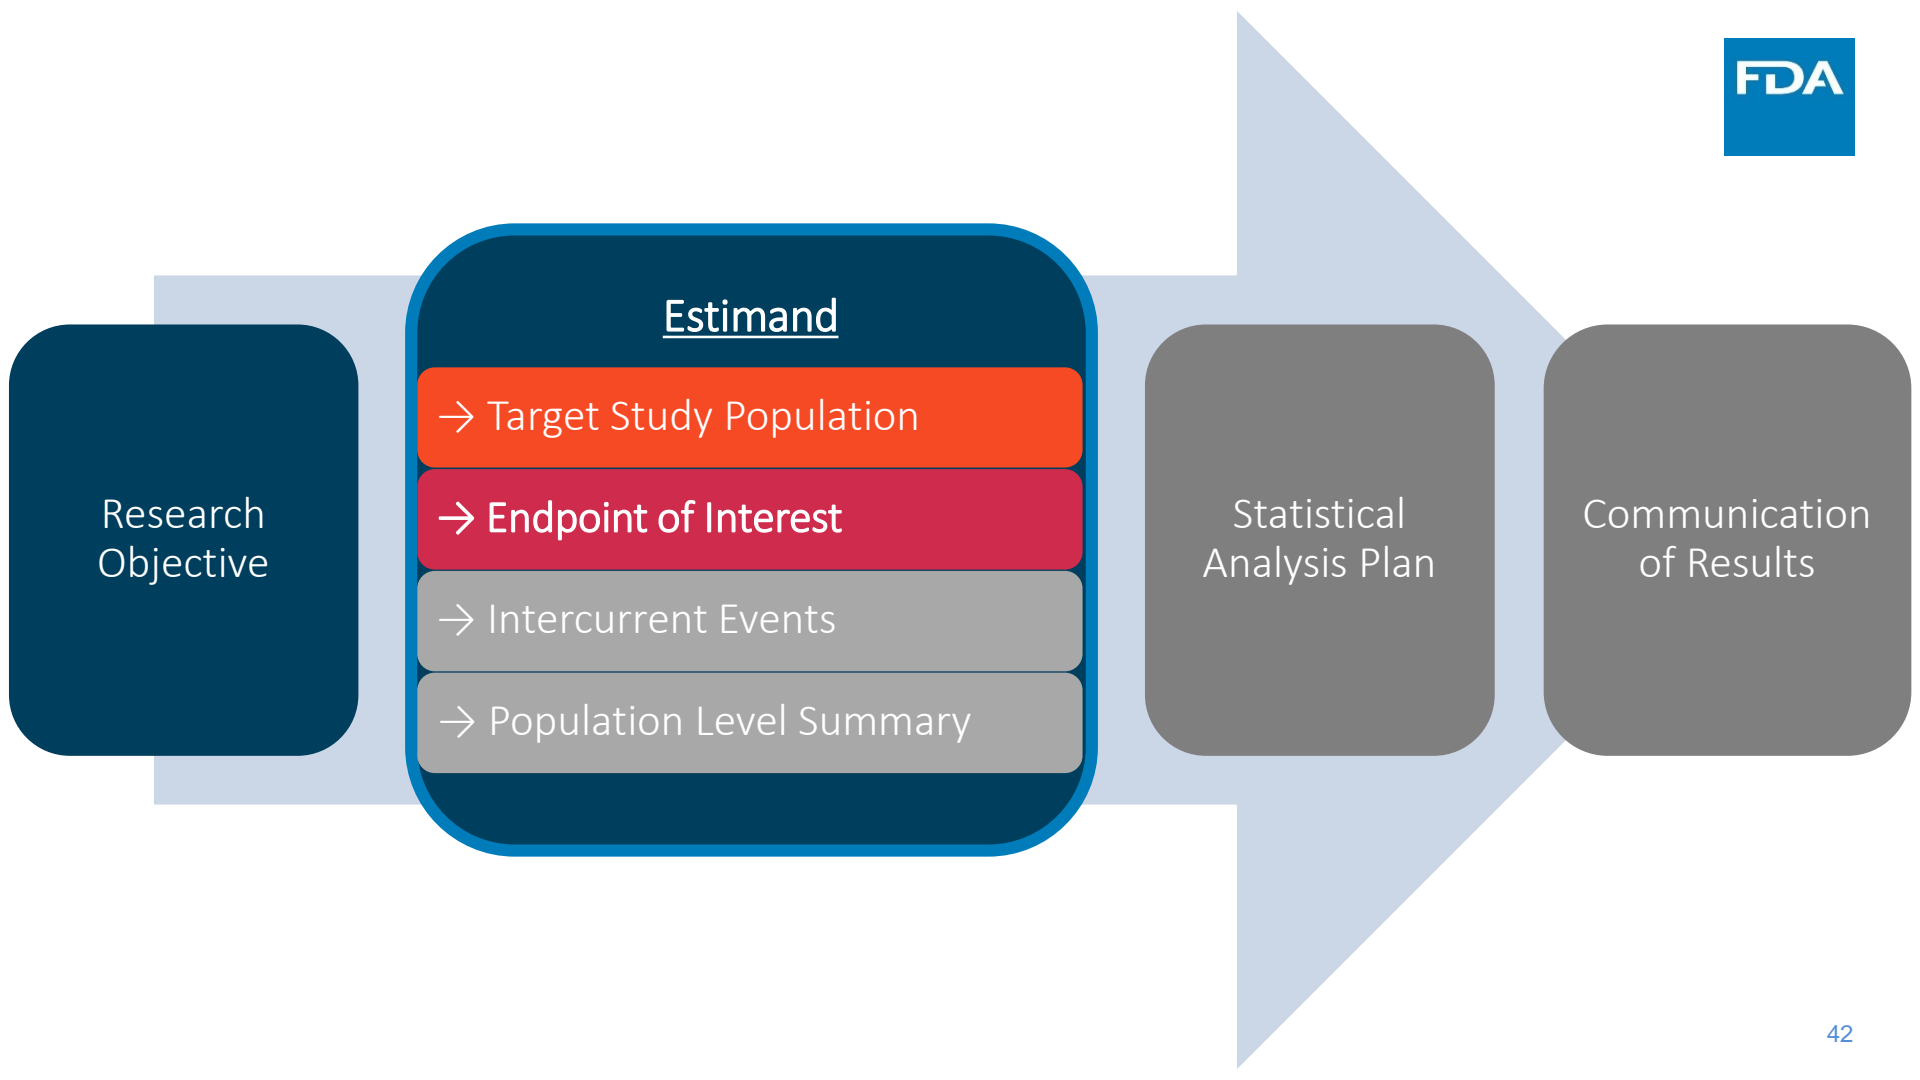 FDA
Research
Objective
Estimand
→ Target Study Population
→ Endpoint of Interest
→ Intercurrent Events
→ Population Level Summary
Statistical
Analysis Plan
Communication
of Results
42